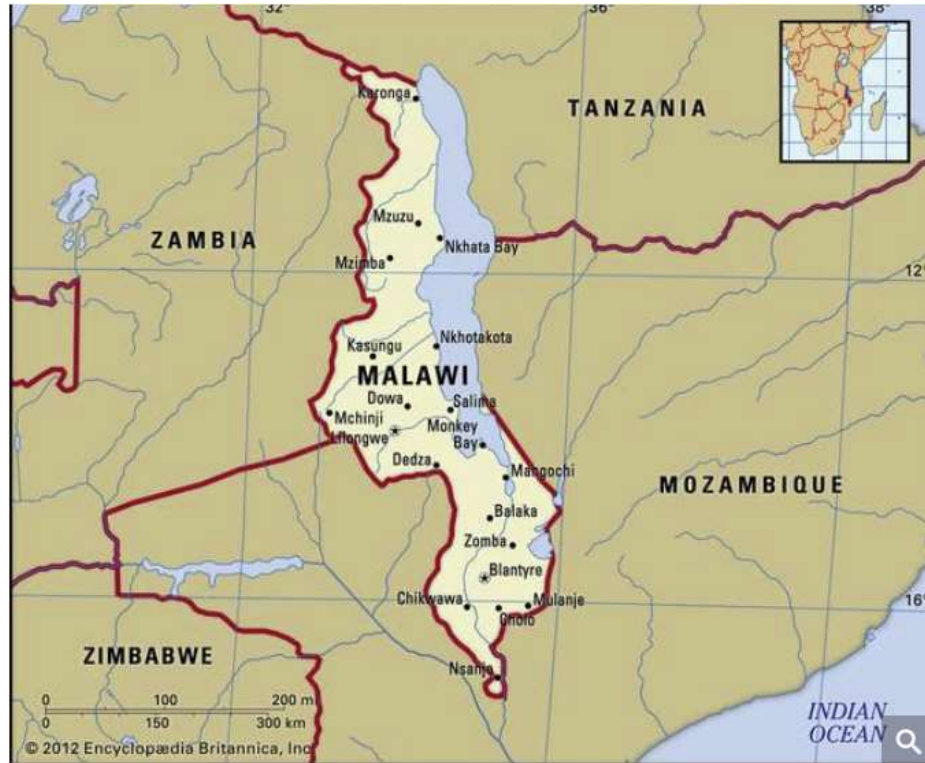 32°
36°
38°
Karonga
TANZANIA
Mzuzu
ZAMBIA
Nkhata Bay
Mzimba
12°
Nkhotakota
Kasungu
MALAWI
Dowa
Salima
Mchinji
Monkey
Lilongwe
Bay
Dedza
Mangochi
MOZAMBIQUE
Balaka
Zomba
Blantyre
Chikwawa
Mulanje
16°
Cholo
ZIMBABWE
Nsanje
0 100 200 m
0 150 300 km
INDIAN
OCEAN
© 2012 Encyclopædia Britannica, Inc